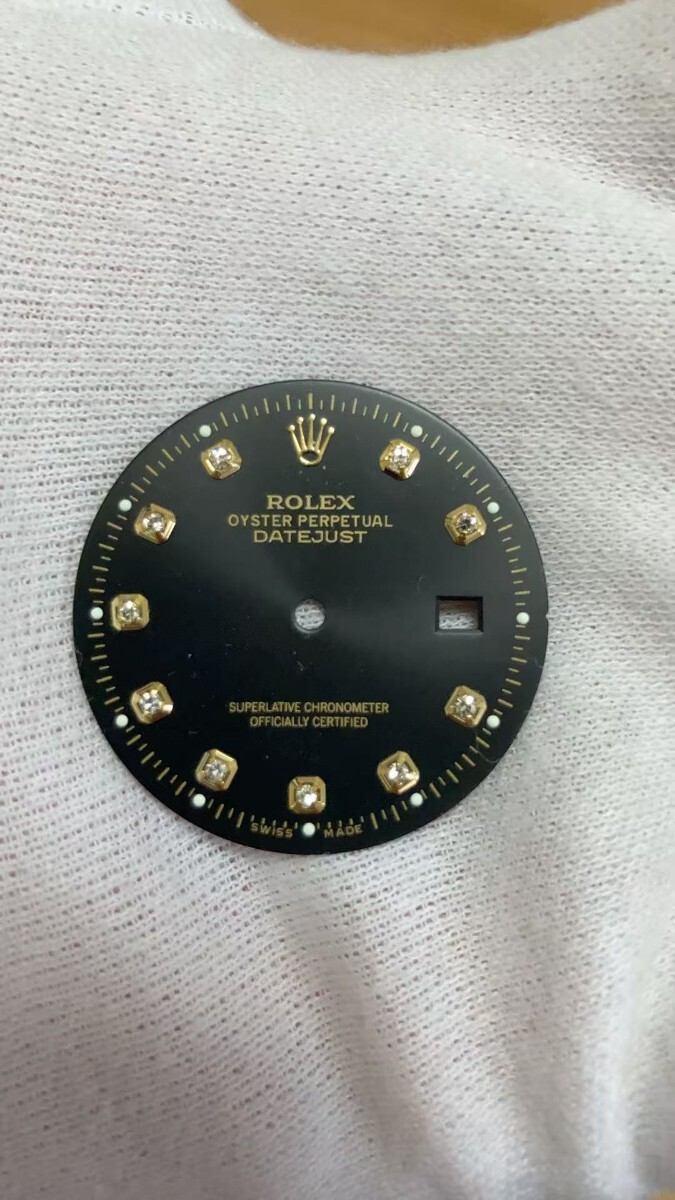 ROLEX
OYSTER PERPETUAL
DATEJUST
SUPERLATIVE CHRONOMETER
OFFICIALLY CERTIFIED
SWISS MADE